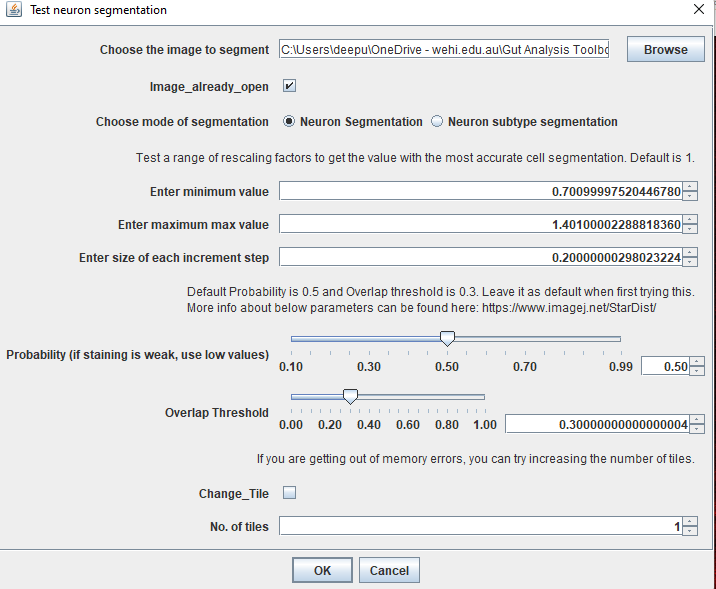 Test neuron segmentation
Choose the image to segment C:\Users\deepu\OneDrive - wehi.edu.au\Gut Analysis Toolbo Browse
Image_already_open
Choose mode of segmentation Neuron Segmentation Neuron subtype segmentation
Test a range of rescaling factors to get the value with the most accurate cell segmentation. Default is 1.
Enter minimum value 0.70099997520446780
Enter maximum max value 1.40100002288818360
Enter size of each increment step 0.20000000298023224
Default Probability is 0.5 and Overlap threshold is 0.3. Leave it as default when first trying this.
More info about below parameters can be found here: https://www.imagej.net/StarDist/
Probability (if staining is weak, use low values)
0.10 0.30 0.50 0.70 0.99 0.50
Overlap Threshold
0.00 0.20 0.40 0.60 0.80 1.00 0.30000000000000004
If you are getting out of memory errors, you can try increasing the number of tiles.
Change_Tile
No. of tiles 1
OK Cancel